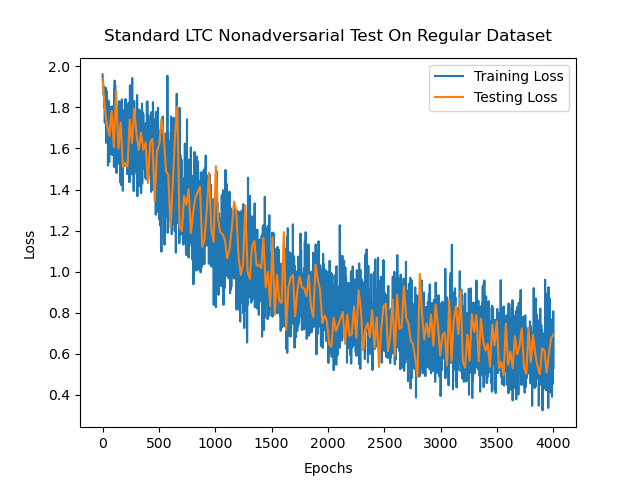 Standard LTC Nonadversarial Test On Regular Dataset
Training Loss
Testing Loss
Loss
2.0
1.8
1.6
1.4
1.2
1.0
0.8
0.6
0.4
0 500 1000 1500 2000 2500 3000 3500 4000
Epochs